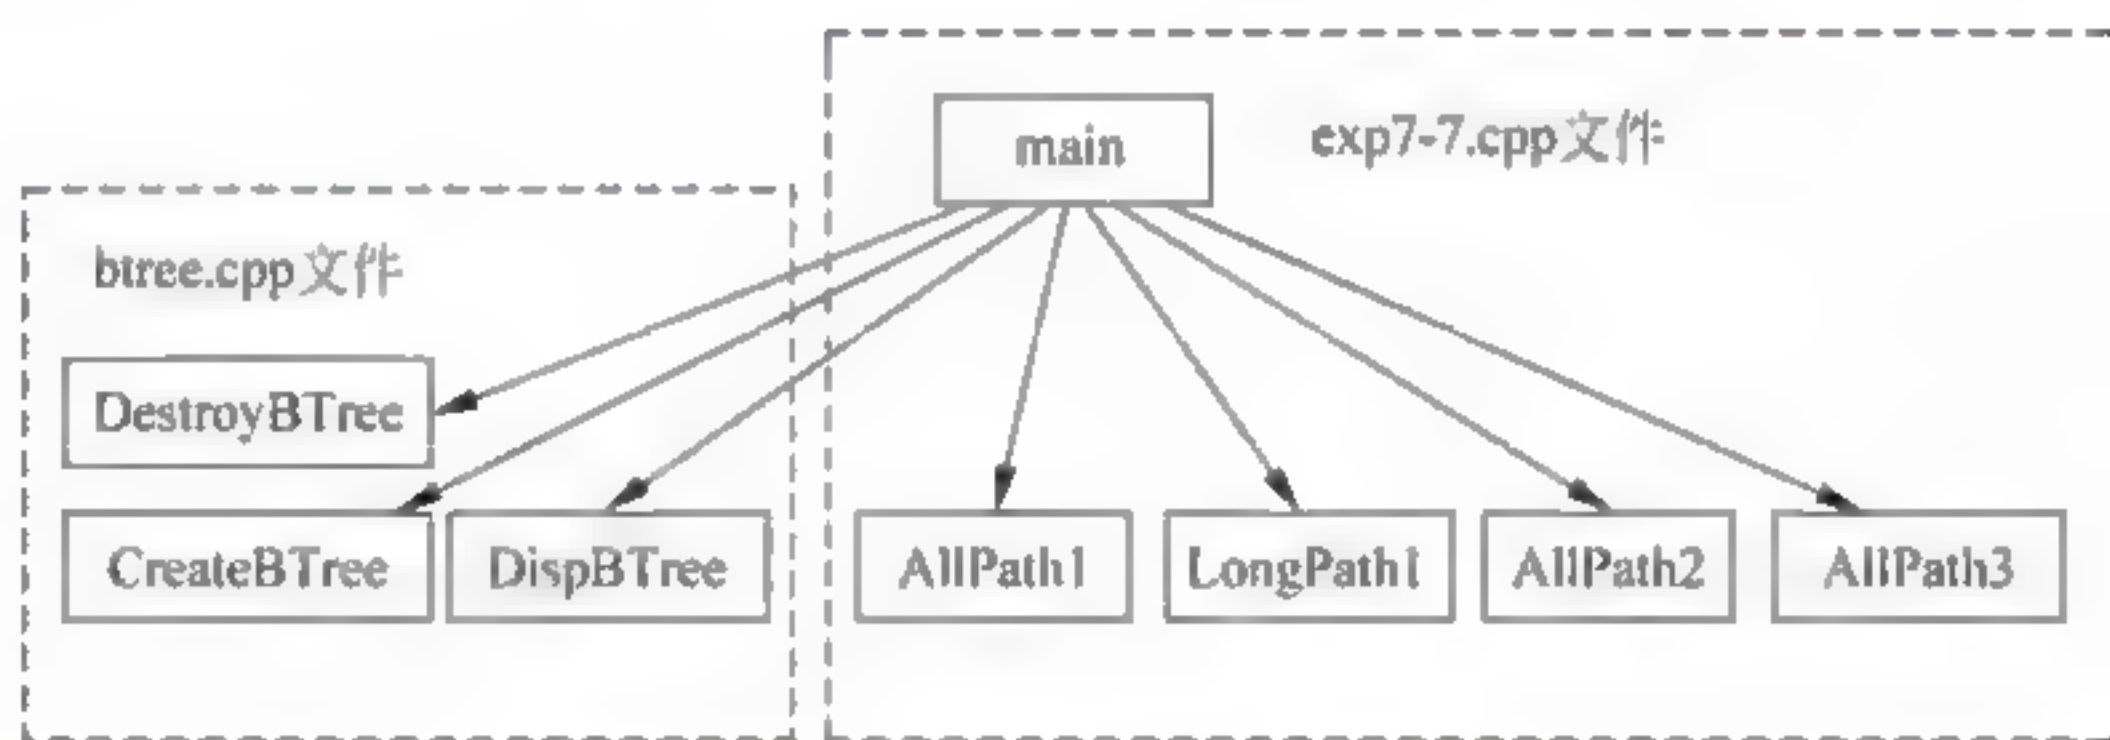 main
exp7-7.cpp文件
btree.cpp文件
DestroyBTree
CreateBTree
DispBTree
AllPath1
LongPath1
AllPath2
AllPath3